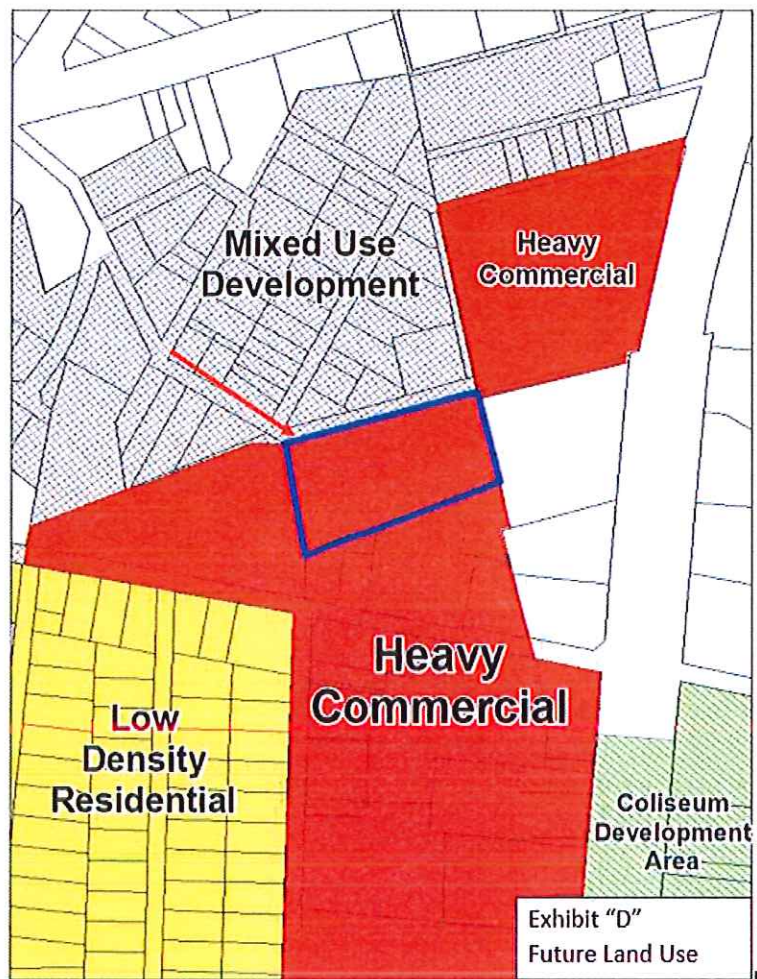 Mixed Use
Development
Heavy
Commercial
Heavy
Commercial
Low
Density
Residential
Coliseum
Development
Area
Exhibit “D”
Future Land Use